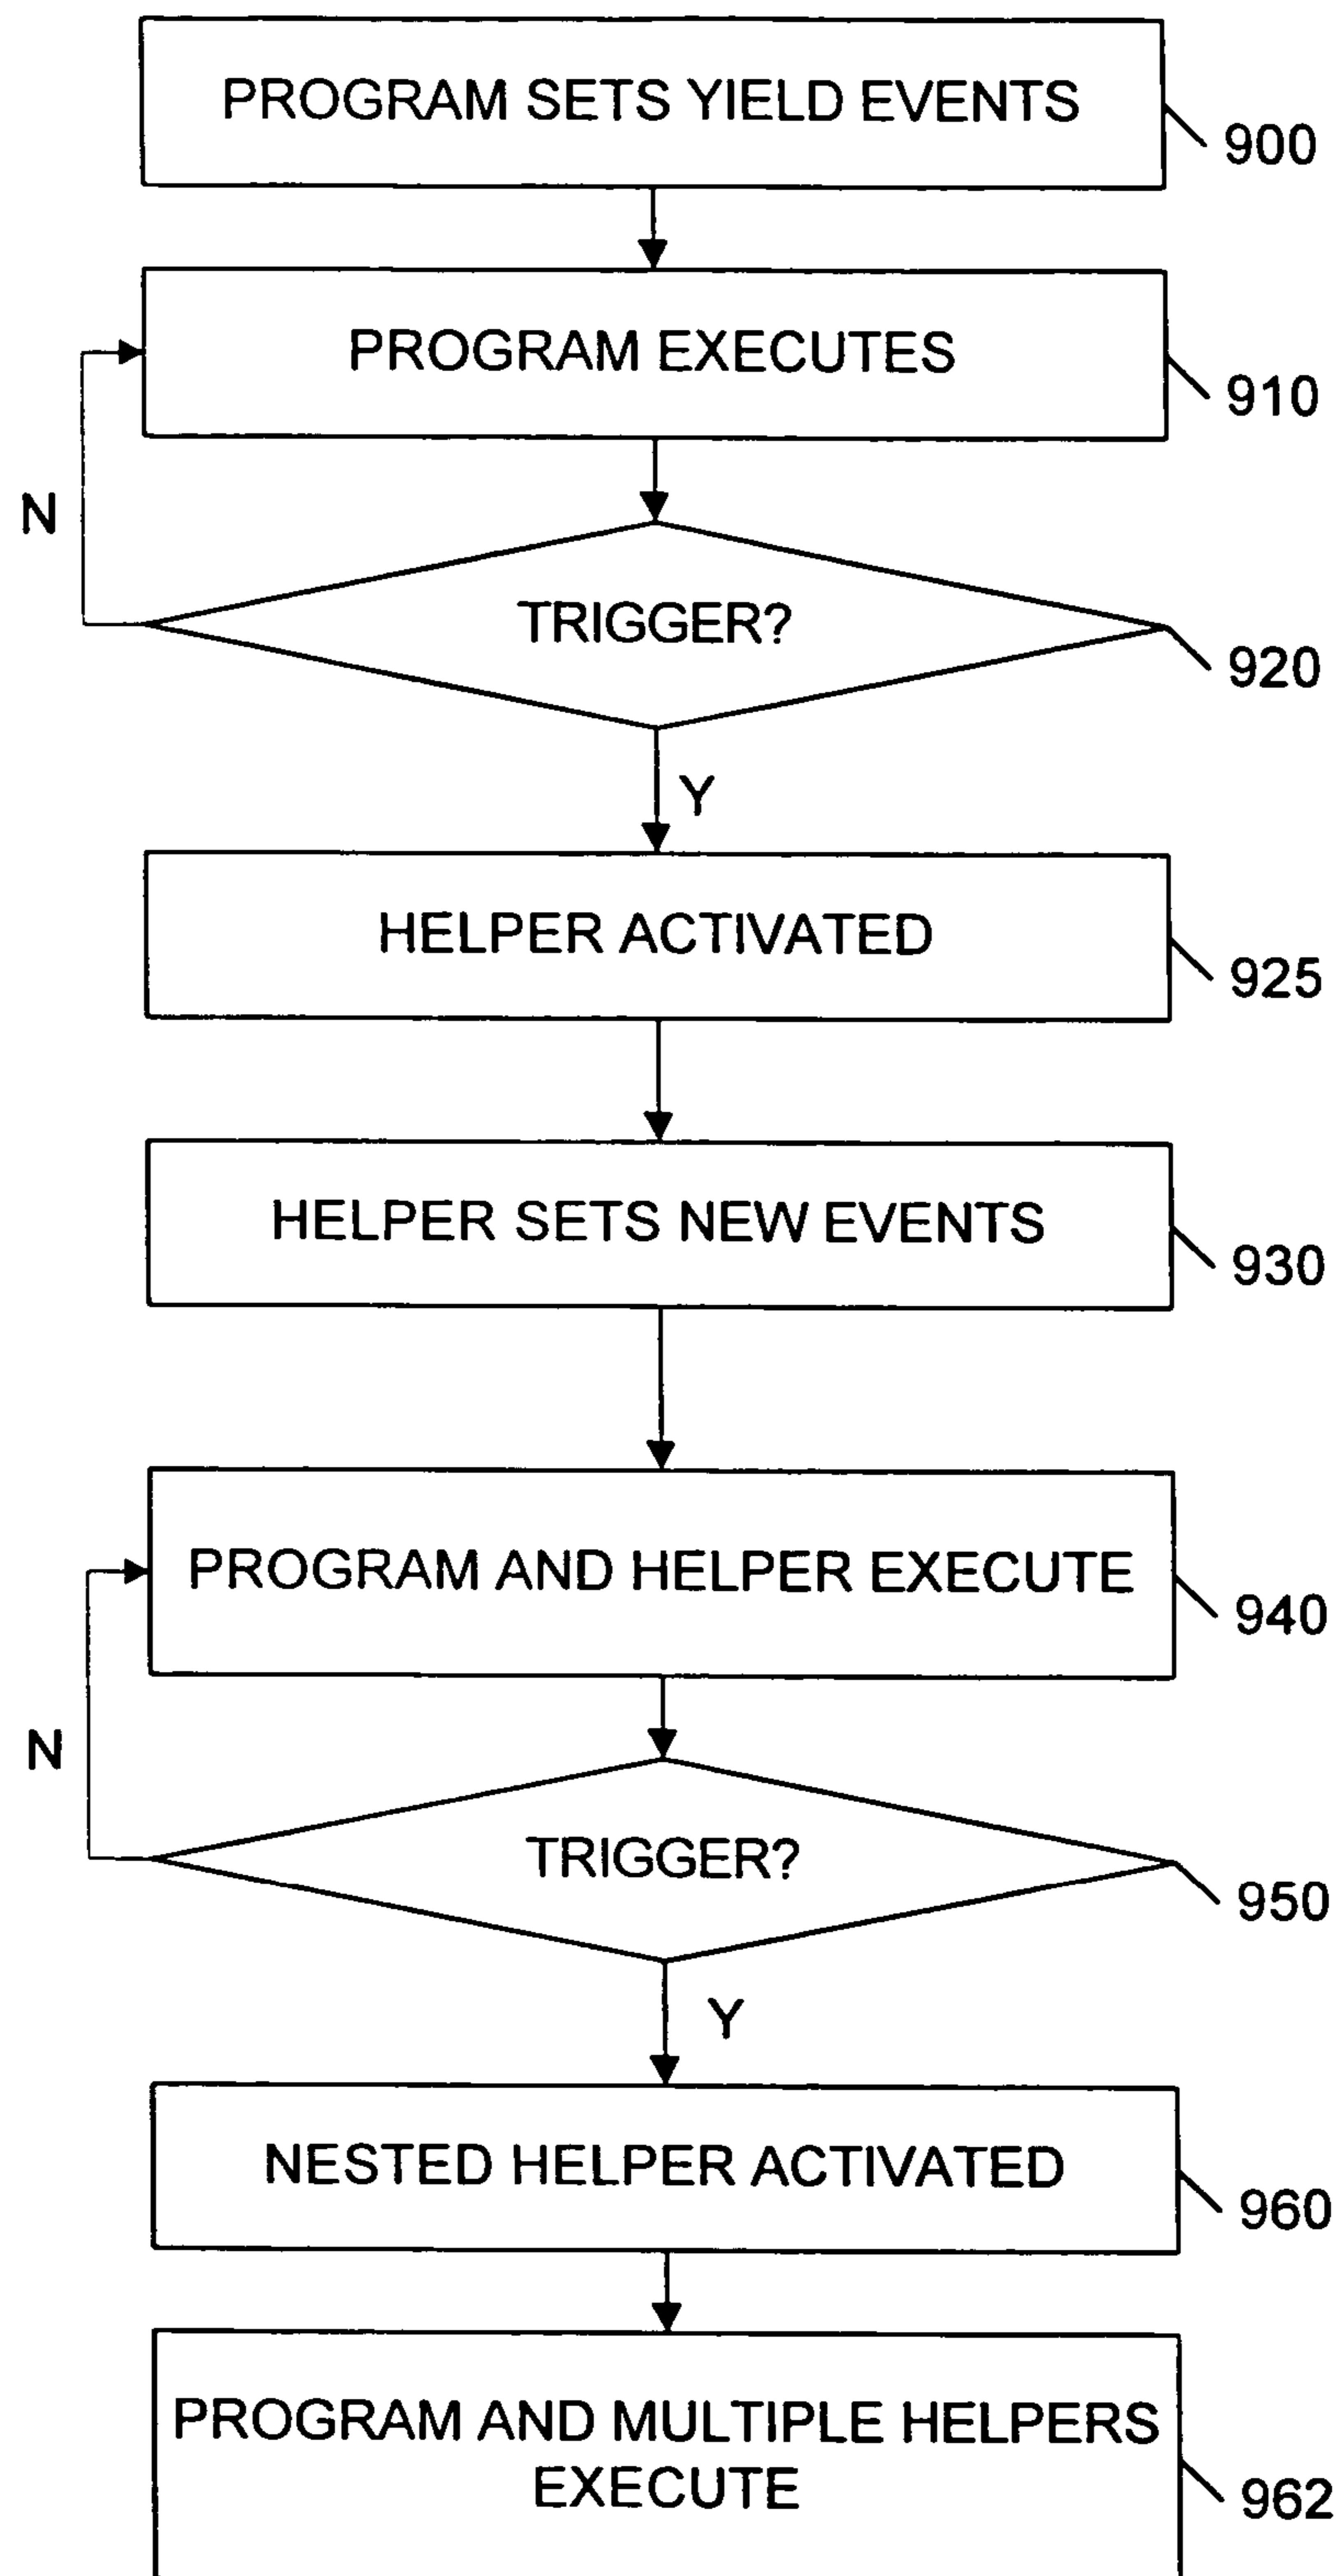 PROGRAM SETS YIELD EVENTS
900
PROGRAM EXECUTES
910
N
TRIGGER?
920
Y
HELPER ACTIVATED
925
HELPER SETS NEW EVENTS
930
PROGRAM AND HELPER EXECUTE
940
N
TRIGGER?
950
Y
NESTED HELPER ACTIVATED
960
PROGRAM AND MULTIPLE HELPERS
EXECUTE
962